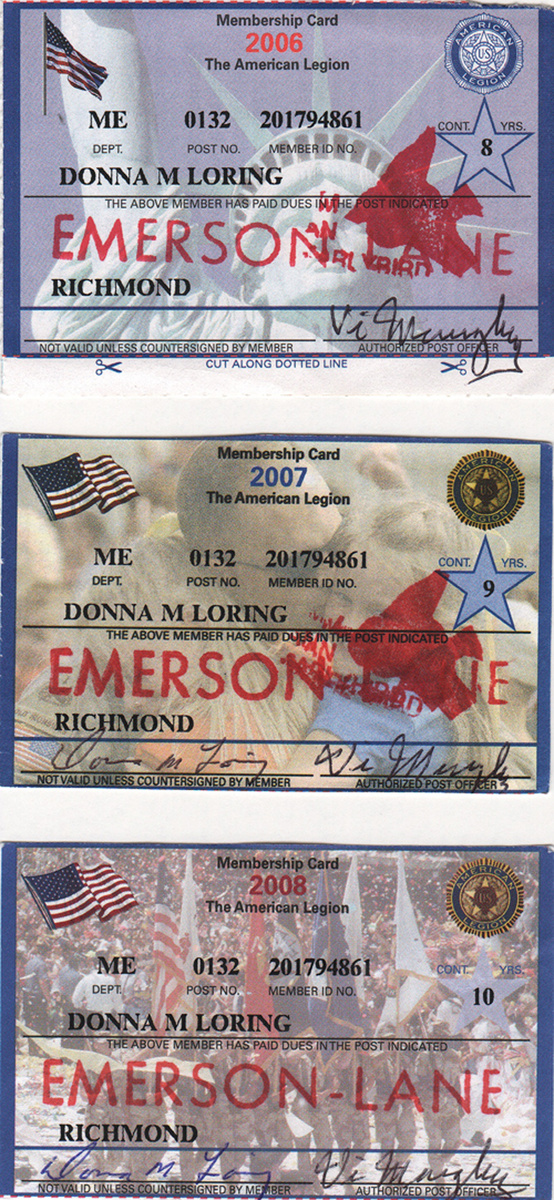 Membership Card
2006
The American Legion
AMERICAN LEGION
US
ME 0132 201794861
CONT. YRS.
8
DEPT. POST NO. MEMBER ID NO.
DONNA M LORING
THE ABOVE MEMBER HAS PAID DUES IN THE POST INDICATED
EMERSON LANE
RICHMOND
NOT VALID UNLESS COUNTERSIGNED BY MEMBER AUTHORIZED POST OFFICER
CUT ALONG DOTTED LINE
Membership Card
2007
The American Legion
AMERICAN LEGION
US
ME 0132 201794861
CONT. YRS.
9
DEPT. POST NO. MEMBER ID NO.
DONNA M LORING
THE ABOVE MEMBER HAS PAID DUES IN THE POST INDICATED
EMERSON LANE
RICHMOND
Donna M Loring
NOT VALID UNLESS COUNTERSIGNED BY MEMBER AUTHORIZED POST OFFICER
Membership Card
2008
The American Legion
AMERICAN LEGION
US
ME 0132 201794861
CONT. YRS.
10
DEPT. POST NO. MEMBER ID NO.
DONNA M LORING
THE ABOVE MEMBER HAS PAID DUES IN THE POST INDICATED
EMERSON-LANE
RICHMOND
Donna M Loring
NOT VALID UNLESS COUNTERSIGNED BY MEMBER AUTHORIZED POST OFFICER